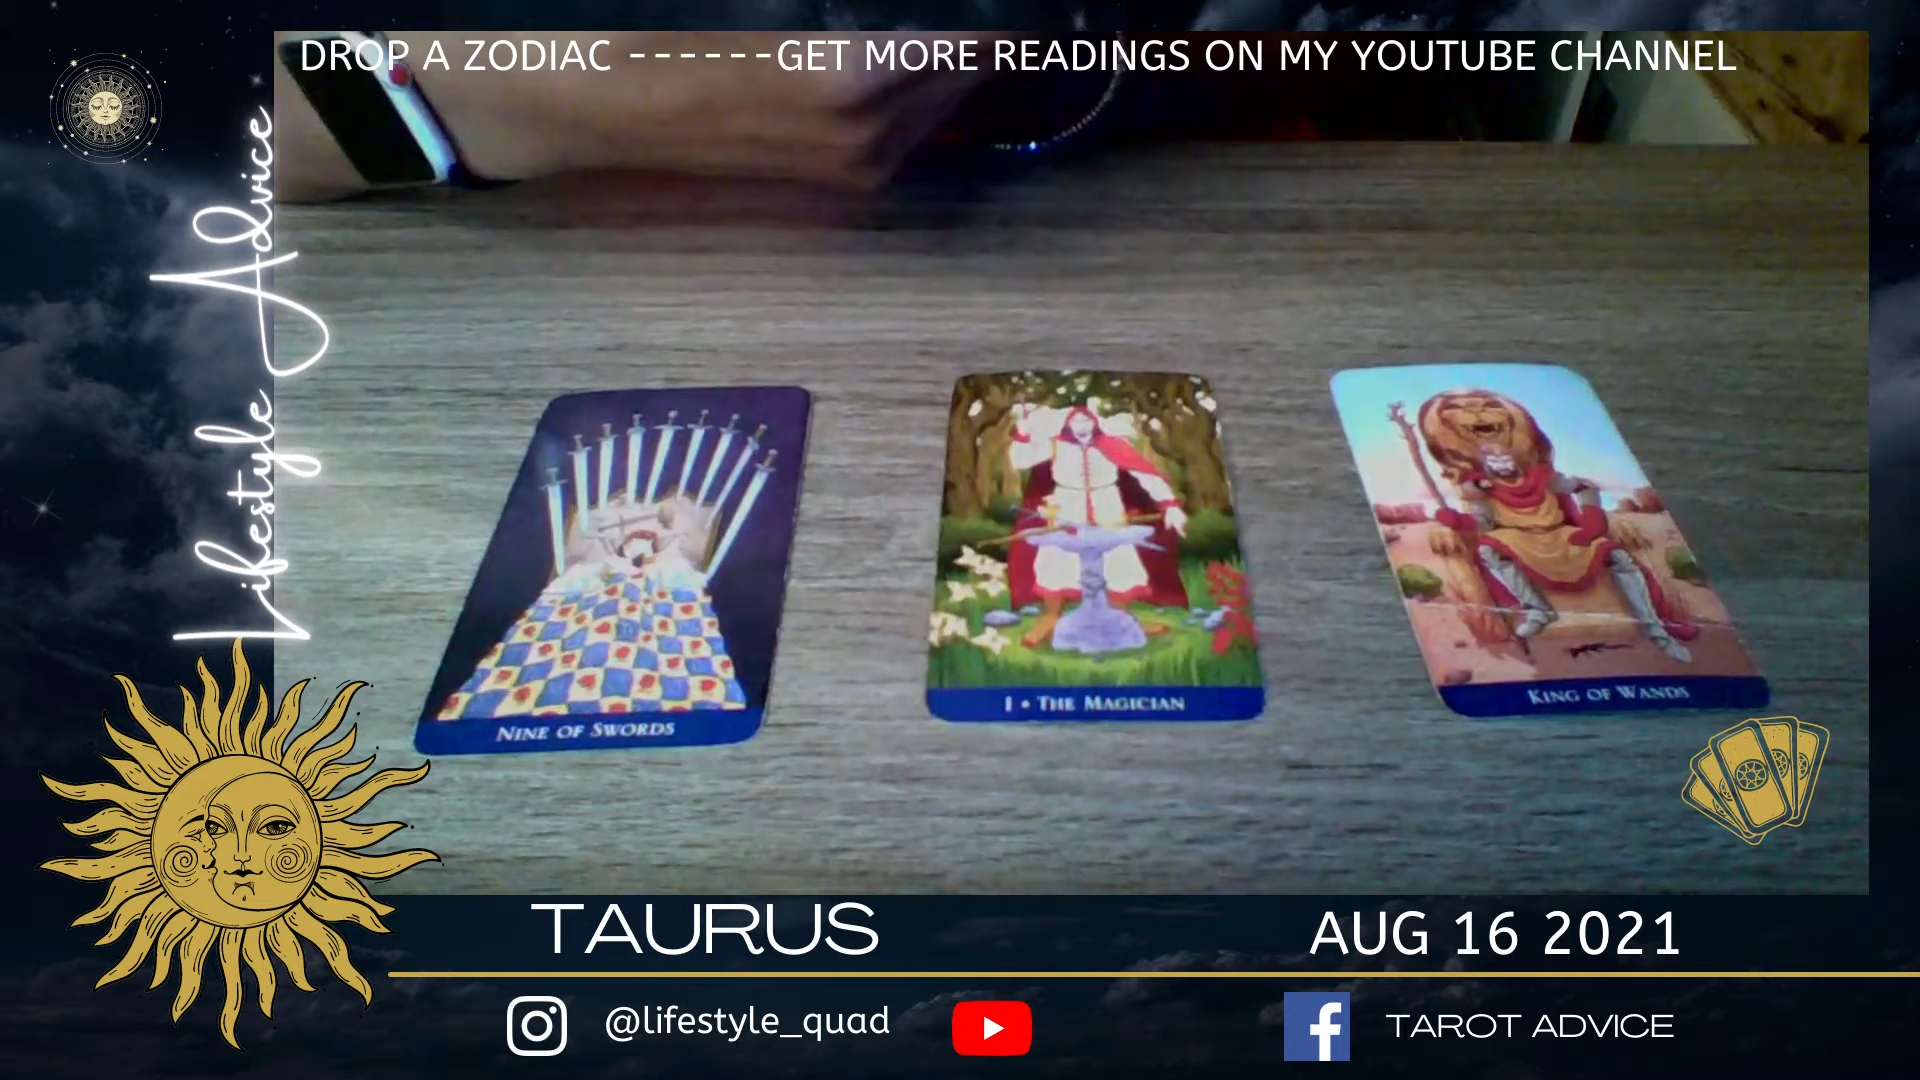 DROP A ZODIAC ------GET MORE READINGS ON MY YOUTUBE CHANNEL
Lifestyle Advice
NINE OF SWORDS
I • THE MAGICIAN
KING OF WANDS
TAURUS
AUG 16 2021
@lifestyle_quad
TAROT ADVICE